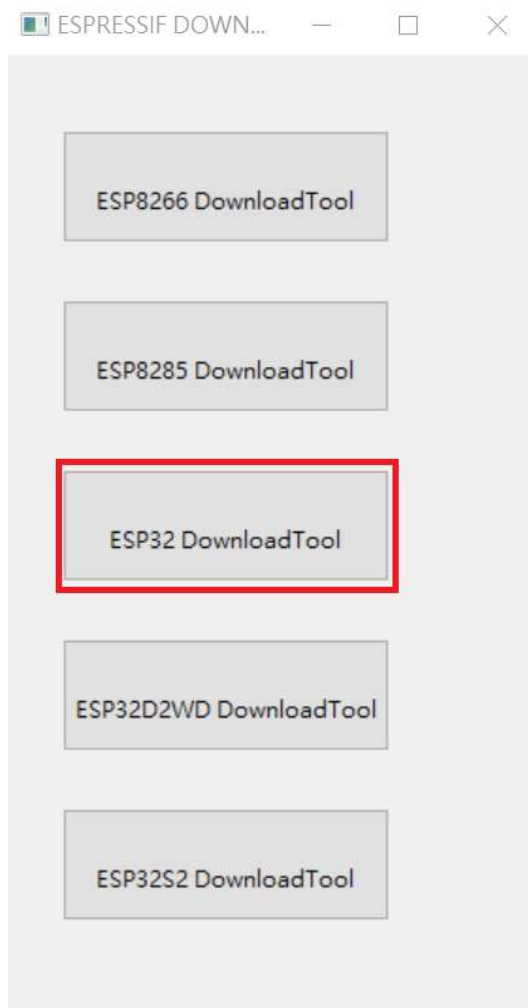 ESPRESSIF DOWN...
ESP8266 DownloadTool
ESP8285 DownloadTool
ESP32 DownloadTool
ESP32D2WD DownloadTool
ESP32S2 DownloadTool